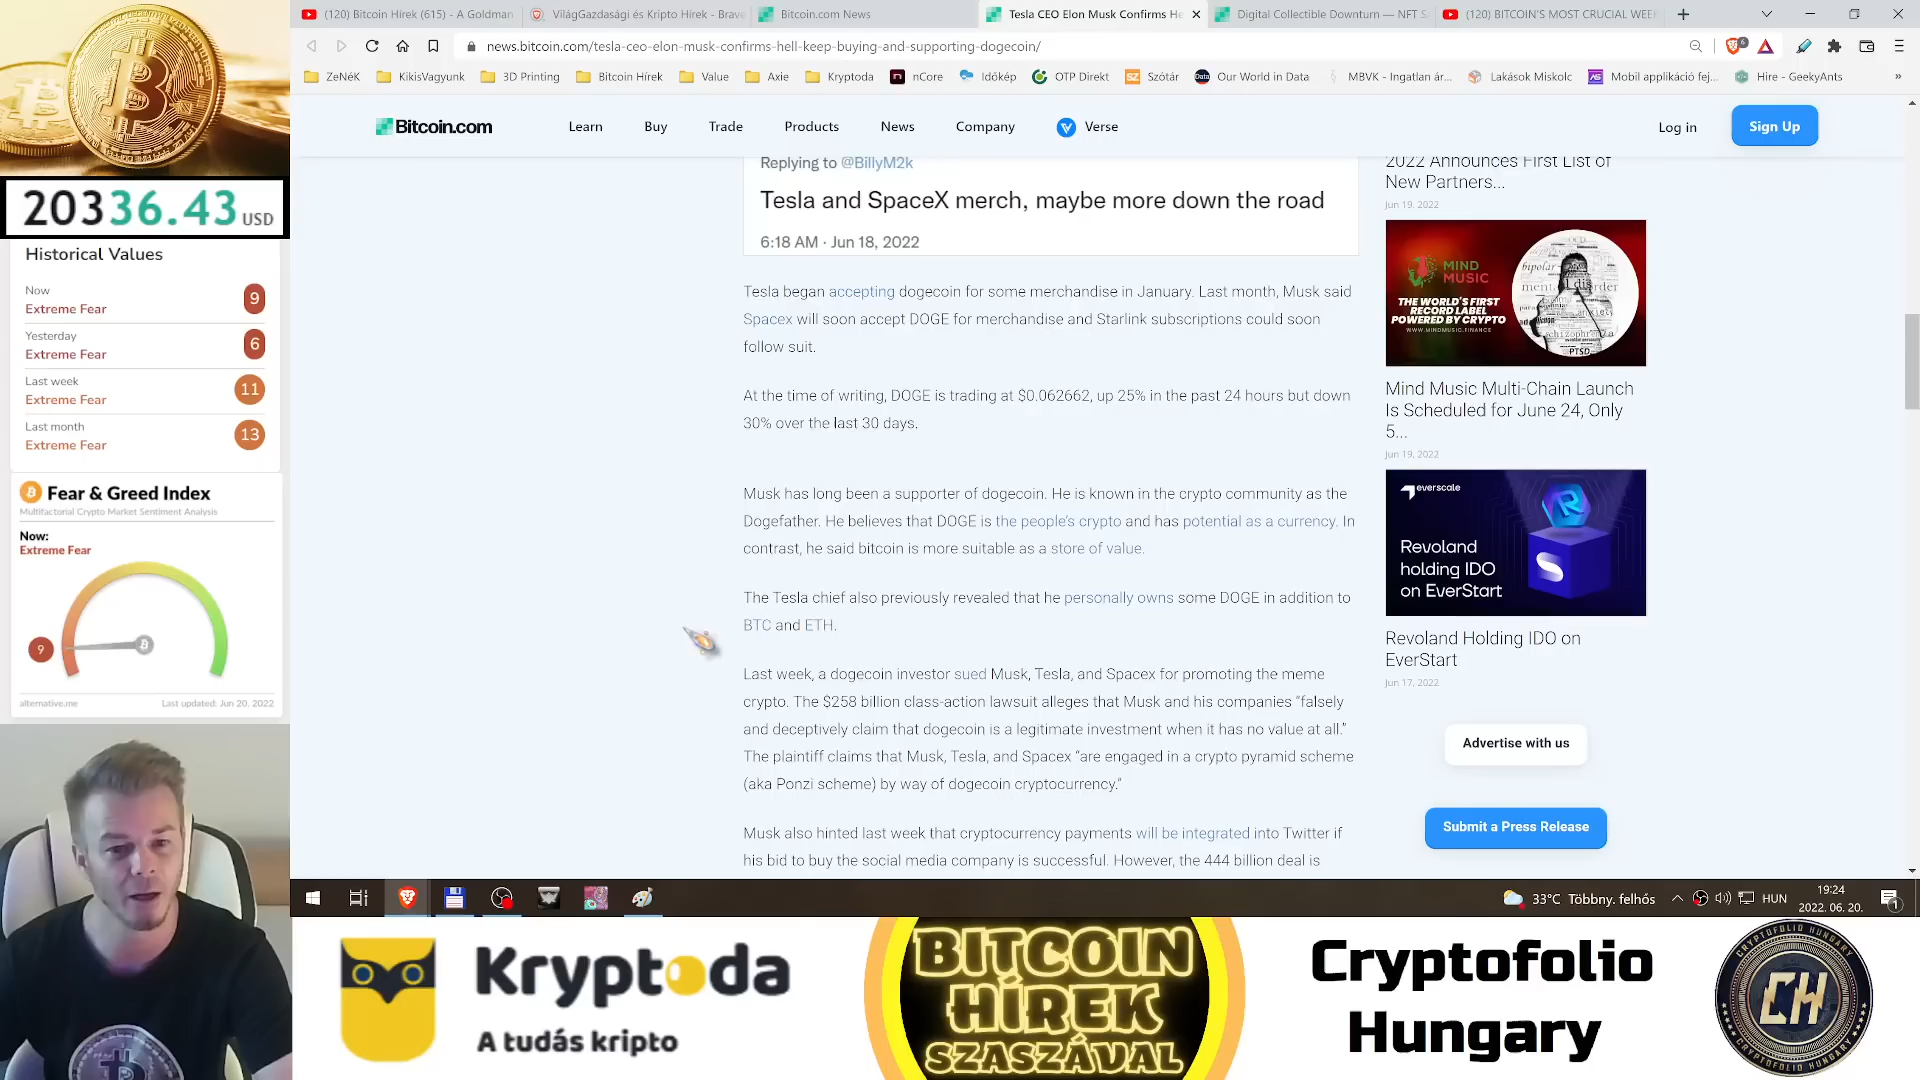 (120) Bitcoin Hírek (615) - A Goldman
VilágGazdasági és Kripto Hírek - Brave
Bitcoin.com News
Tesla CEO Elon Musk Confirms He
Digital Collectible Downturn — NFT S
(120) BITCOIN'S MOST CRUCIAL WEEK
news.bitcoin.com/tesla-ceo-elon-musk-confirms-hell-keep-buying-and-supporting-dogecoin/
ZeNéK
KikisVagyunk
3D Printing
Bitcoin Hírek
Value
Axie
Kryptoda
nCore
Időkép
OTP Direkt
SZ Szótár
Our World in Data
MBVK - Ingatlan ár...
Lakások Miskolc
Mobil applikáció fej...
Hire - GeekyAnts
Bitcoin.com
Learn
Buy
Trade
Products
News
Company
Verse
Log in
Sign Up
20336.43 USD
Historical Values
Now
Extreme Fear
9
Yesterday
Extreme Fear
6
Last week
Extreme Fear
11
Last month
Extreme Fear
13
Fear & Greed Index
Multifactorial Crypto Market Sentiment Analysis
Now:
Extreme Fear
9
alternative.me
Last updated: Jun 20, 2022
Replying to @BillyM2k
Tesla and SpaceX merch, maybe more down the road
6:18 AM · Jun 18, 2022
Tesla began accepting dogecoin for some merchandise in January. Last month, Musk said
Spacex will soon accept DOGE for merchandise and Starlink subscriptions could soon
follow suit.
At the time of writing, DOGE is trading at $0.062662, up 25% in the past 24 hours but down
30% over the last 30 days.
Musk has long been a supporter of dogecoin. He is known in the crypto community as the
Dogefather. He believes that DOGE is the people's crypto and has potential as a currency. In
contrast, he said bitcoin is more suitable as a store of value.
The Tesla chief also previously revealed that he personally owns some DOGE in addition to
BTC and ETH.
Last week, a dogecoin investor sued Musk, Tesla, and Spacex for promoting the meme
crypto. The $258 billion class-action lawsuit alleges that Musk and his companies “falsely
and deceptively claim that dogecoin is a legitimate investment when it has no value at all.”
The plaintiff claims that Musk, Tesla, and Spacex “are engaged in a crypto pyramid scheme
(aka Ponzi scheme) by way of dogecoin cryptocurrency.”
Musk also hinted last week that cryptocurrency payments will be integrated into Twitter if
his bid to buy the social media company is successful. However, the 444 billion deal is
2022 Announces First List of
New Partners...
Jun 19, 2022
MIND
MUSIC
THE WORLD'S FIRST
RECORD LABEL
POWERED BY CRYPTO
WWW.MINDMUSIC.FINANCE
PTSD
Mind Music Multi-Chain Launch
Is Scheduled for June 24, Only
5...
Jun 19, 2022
everscale
Revoland
holding IDO
on EverStart
Revoland Holding IDO on
EverStart
Jun 17, 2022
Advertise with us
Submit a Press Release
33°C Többny. felhős
HUN
19:24
2022. 06. 20.
Kryptoda
A tudás kripto
BITCOIN
HÍREK
SZASZÁVAL
Cryptofolio
Hungary
CRYPTOFOLIO HUNGARY
CH
CRYPTOFOLIO HUNGARY